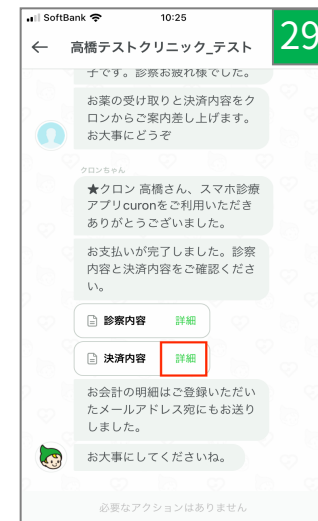 SoftBank 10:25
29
← 高橋テストクリニック_テスト
子です。診察お疲れ様でした。
お薬の受け取りと決済内容をク
ロンからご案内差し上げます。
お大事にどうぞ
クロンちゃん
★クロン 高橋さん、スマホ診療
アプリcuronをご利用いただき
ありがとうございました。
お支払いが完了しました。診察
内容と決済内容をご確認くださ
い。
診察内容 詳細
決済内容 詳細
お会計の明細はご登録いただい
たメールアドレス宛にもお送り
しました。
お大事にしてくださいね。
必要なアクションはありません